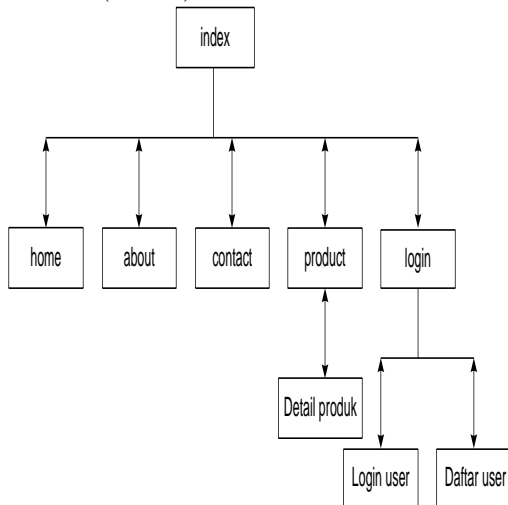 index
home
about
contact
product
login
Detail produk
Login user
Daftar user